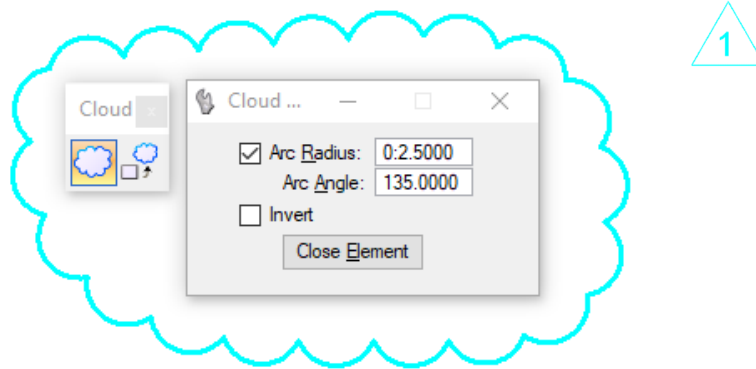 1
Cloud x
Cloud ...
Arc Radius: 0:2.5000
Arc Angle: 135.0000
Invert
Close Element